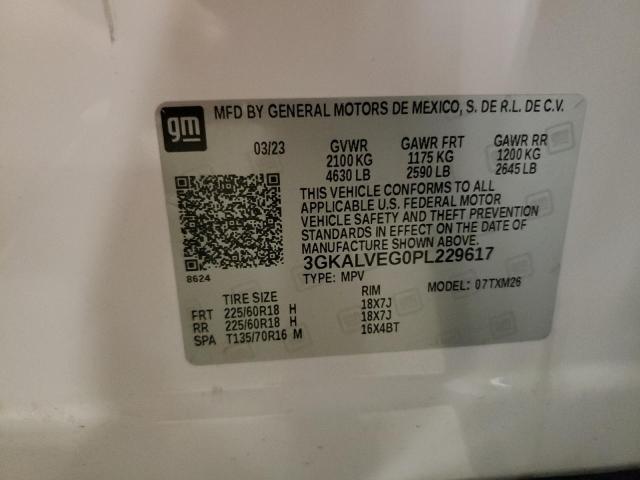 gm
MFD BY GENERAL MOTORS DE MEXICO, S. DE R.L. DE C.V.
03/23 GVWR GAWR FRT GAWR RR
2100 KG 1175 KG 1200 KG
4630 LB 2590 LB 2645 LB
THIS VEHICLE CONFORMS TO ALL
APPLICABLE U.S. FEDERAL MOTOR
VEHICLE SAFETY AND THEFT PREVENTION
STANDARDS IN EFFECT ON THE DATE OF
MANUFACTURE SHOWN ABOVE.
8624
3GKALVEG0PL229617
TYPE: MPV MODEL: 07TXM26
TIRE SIZE RIM
FRT 225/60R18 H 18X7J
RR 225/60R18 H 18X7J
SPA T135/70R16 M 16X4BT